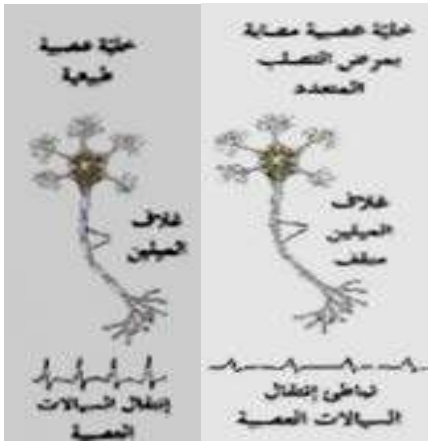 خلية عصبية
طبيعية
غلاف
الميلين
إنتقال السيالات
العصبية
خلية عصبية مصابة
بمرض التصلب
المتعدد
غلاف
الميلين
متلف
تباطئ إنتقال
السيالات العصبية